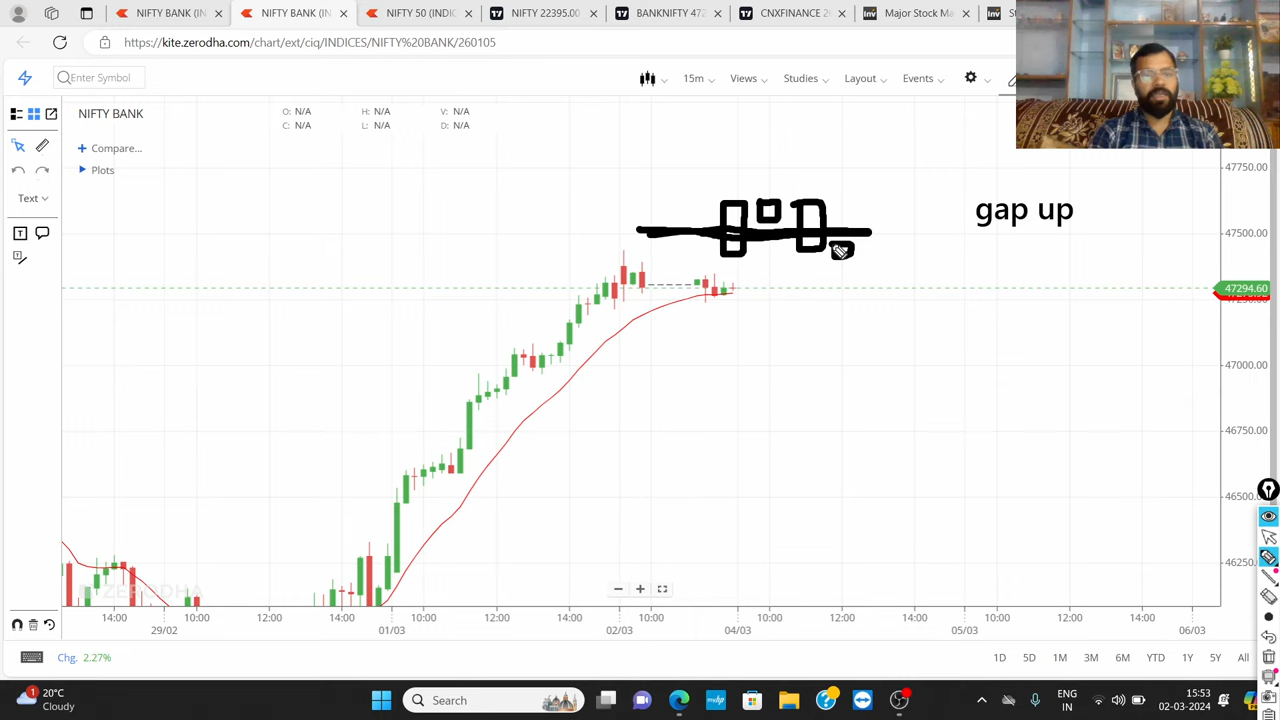 NIFTY BANK (IN
NIFTY BANK (IN
NIFTY 50 (INDIC
NIFTY 22395.00
BANKNIFTY 472
CNXFINANCE 2
Major Stock M
https://kite.zerodha.com/chart/ext/ciq/INDICES/NIFTY%20BANK/260105
Enter Symbol
15m
Views
Studies
Layout
Events
NIFTY BANK
O: N/A
H: N/A
V: N/A
C: N/A
L: N/A
D: N/A
+ Compare...
Plots
Text
gap up
47750.00
47500.00
47294.60
47000.00
46750.00
46500.00
46250.00
ZERODHA
14:00
10:00
12:00
14:00
10:00
12:00
14:00
10:00
10:00
12:00
14:00
10:00
12:00
14:00
29/02
01/03
02/03
04/03
05/03
06/03
Chg. 2.27%
1D
5D
1M
3M
6M
YTD
1Y
5Y
All
1
20°C
Cloudy
Search
mdp
ENG
IN
15:53
02-03-2024